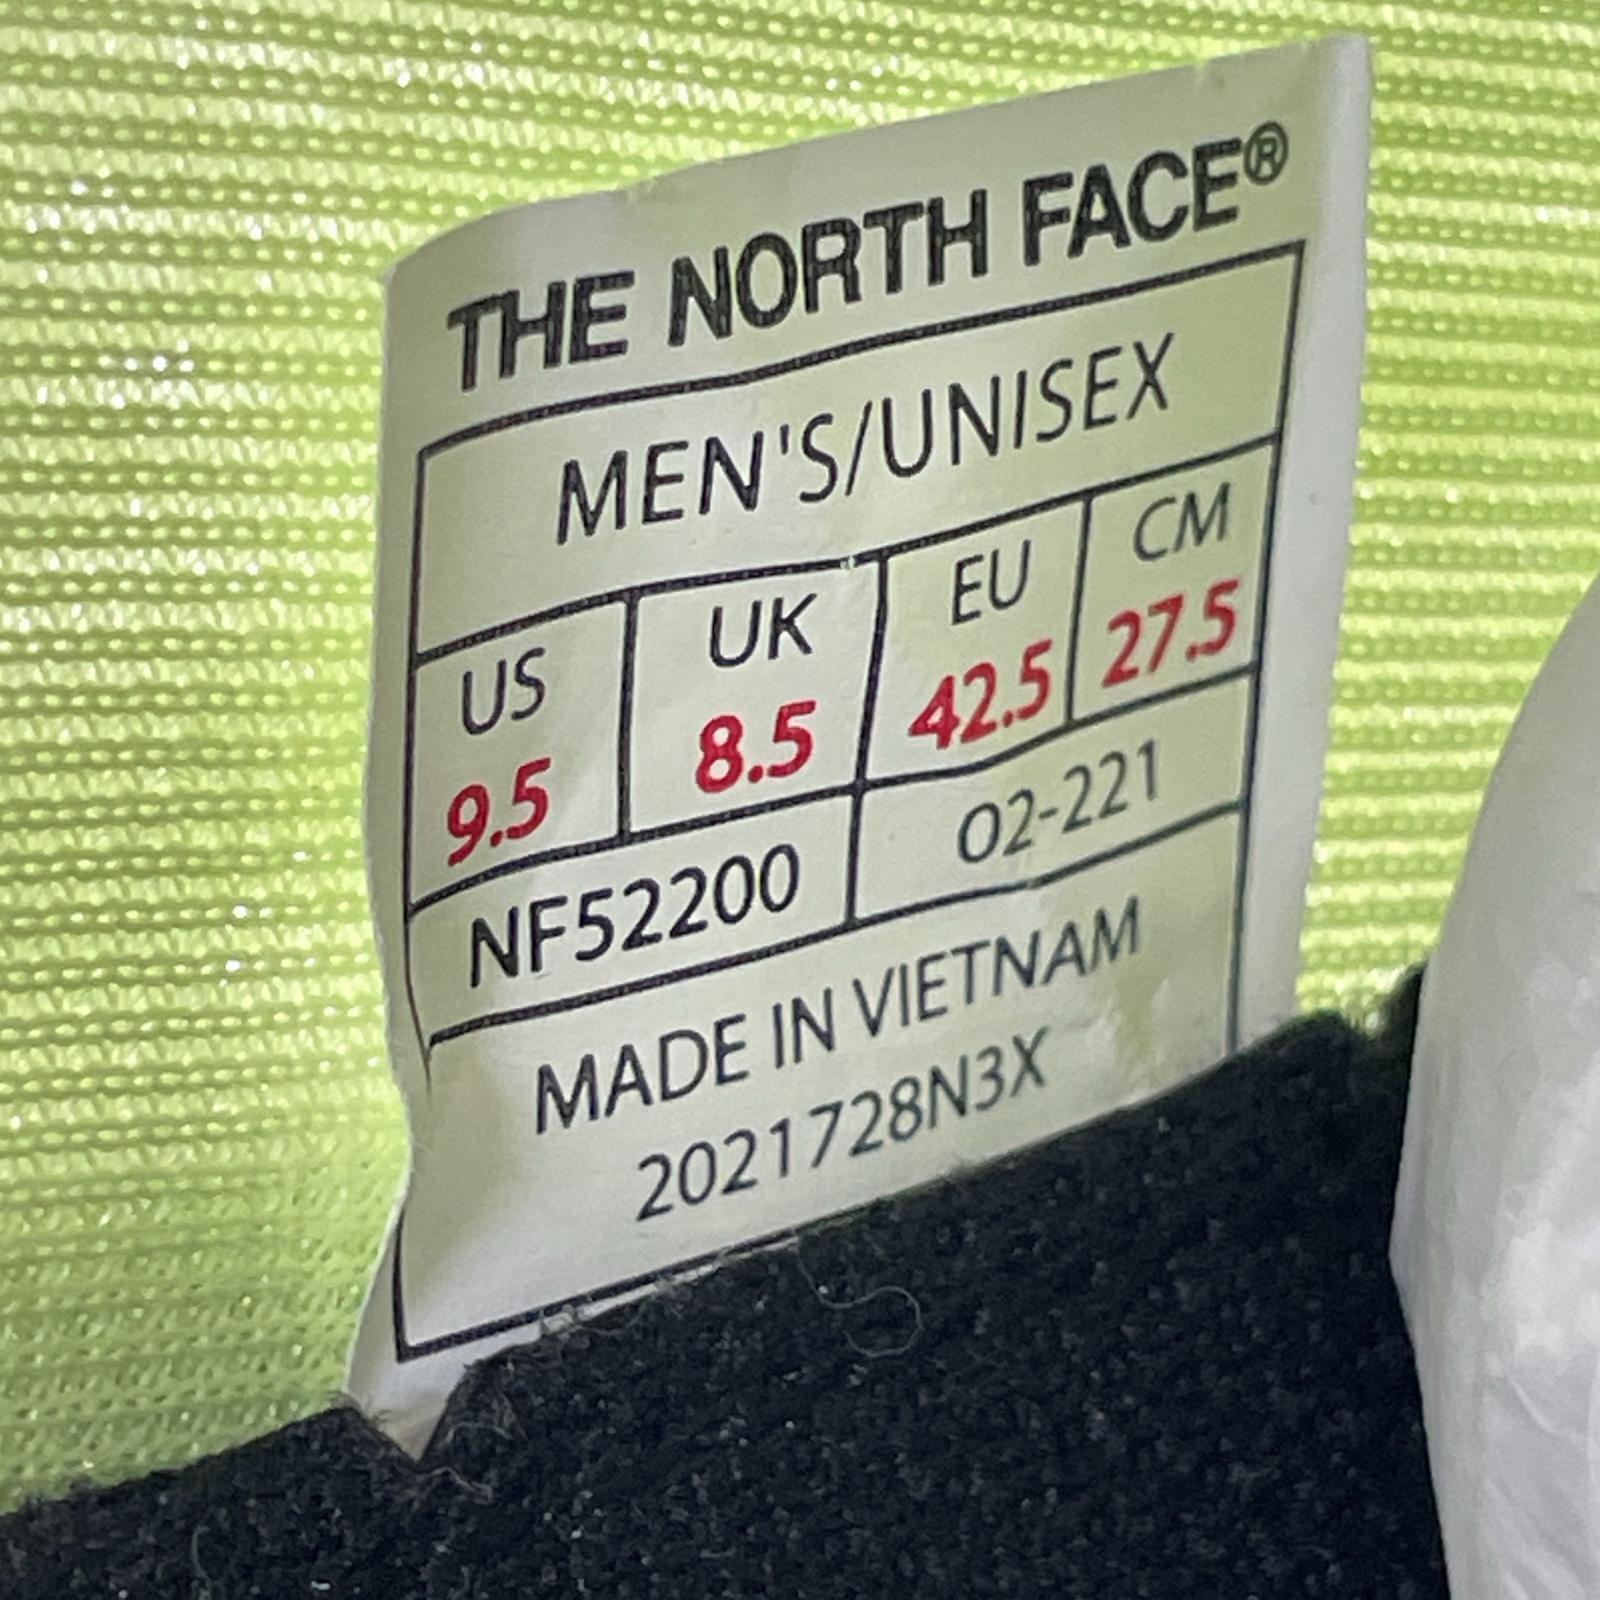 THE NORTH FACE®
MEN'S/UNISEX
US UK EU CM
9.5 8.5 42.5 27.5
NF52200 02-221
MADE IN VIETNAM
2021728N3X